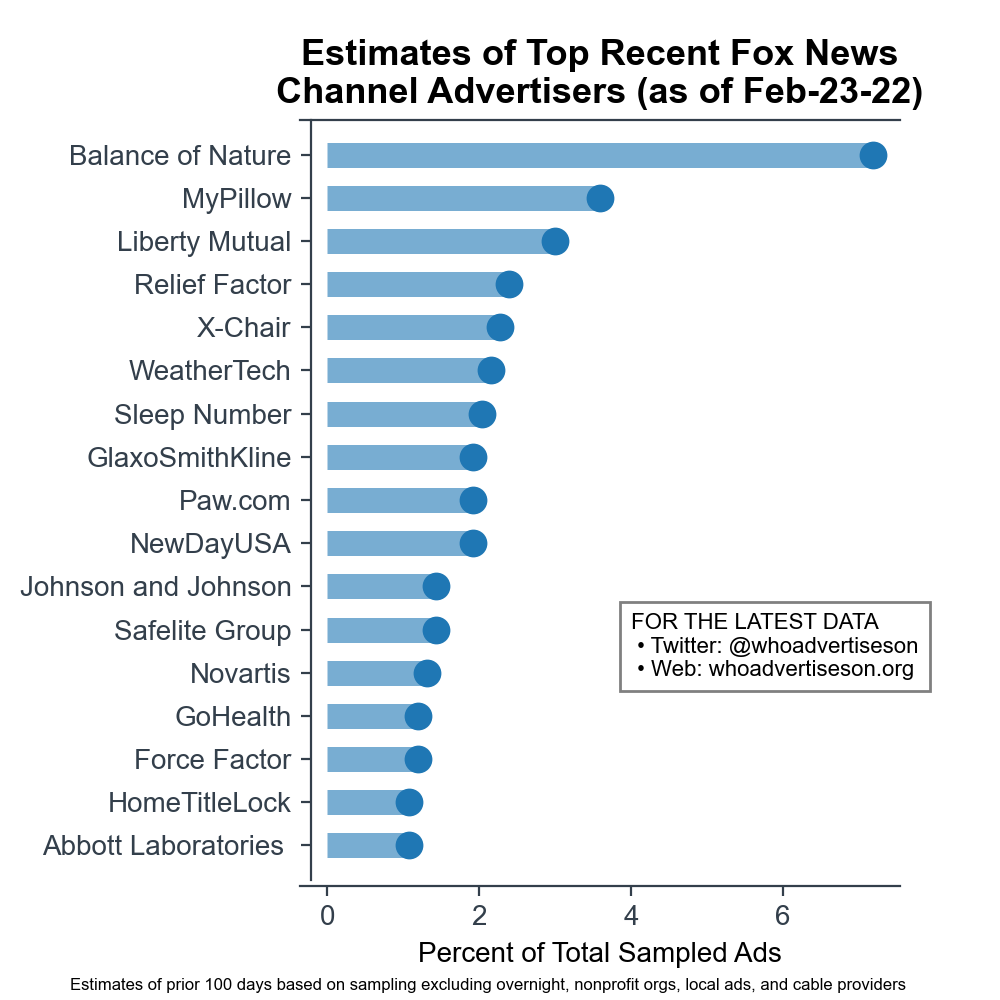 Estimates of Top Recent Fox News
Channel Advertisers (as of Feb-23-22)
Balance of Nature
MyPillow
Liberty Mutual
Relief Factor
X-Chair
WeatherTech
Sleep Number
GlaxoSmithKline
Paw.com
NewDayUSA
Johnson and Johnson
Safelite Group
Novartis
GoHealth
Force Factor
HomeTitleLock
Abbott Laboratories
FOR THE LATEST DATA
• Twitter: @whoadvertiseson
• Web: whoadvertiseson.org
0 2 4 6
Percent of Total Sampled Ads
Estimates of prior 100 days based on sampling excluding overnight, nonprofit orgs, local ads, and cable providers